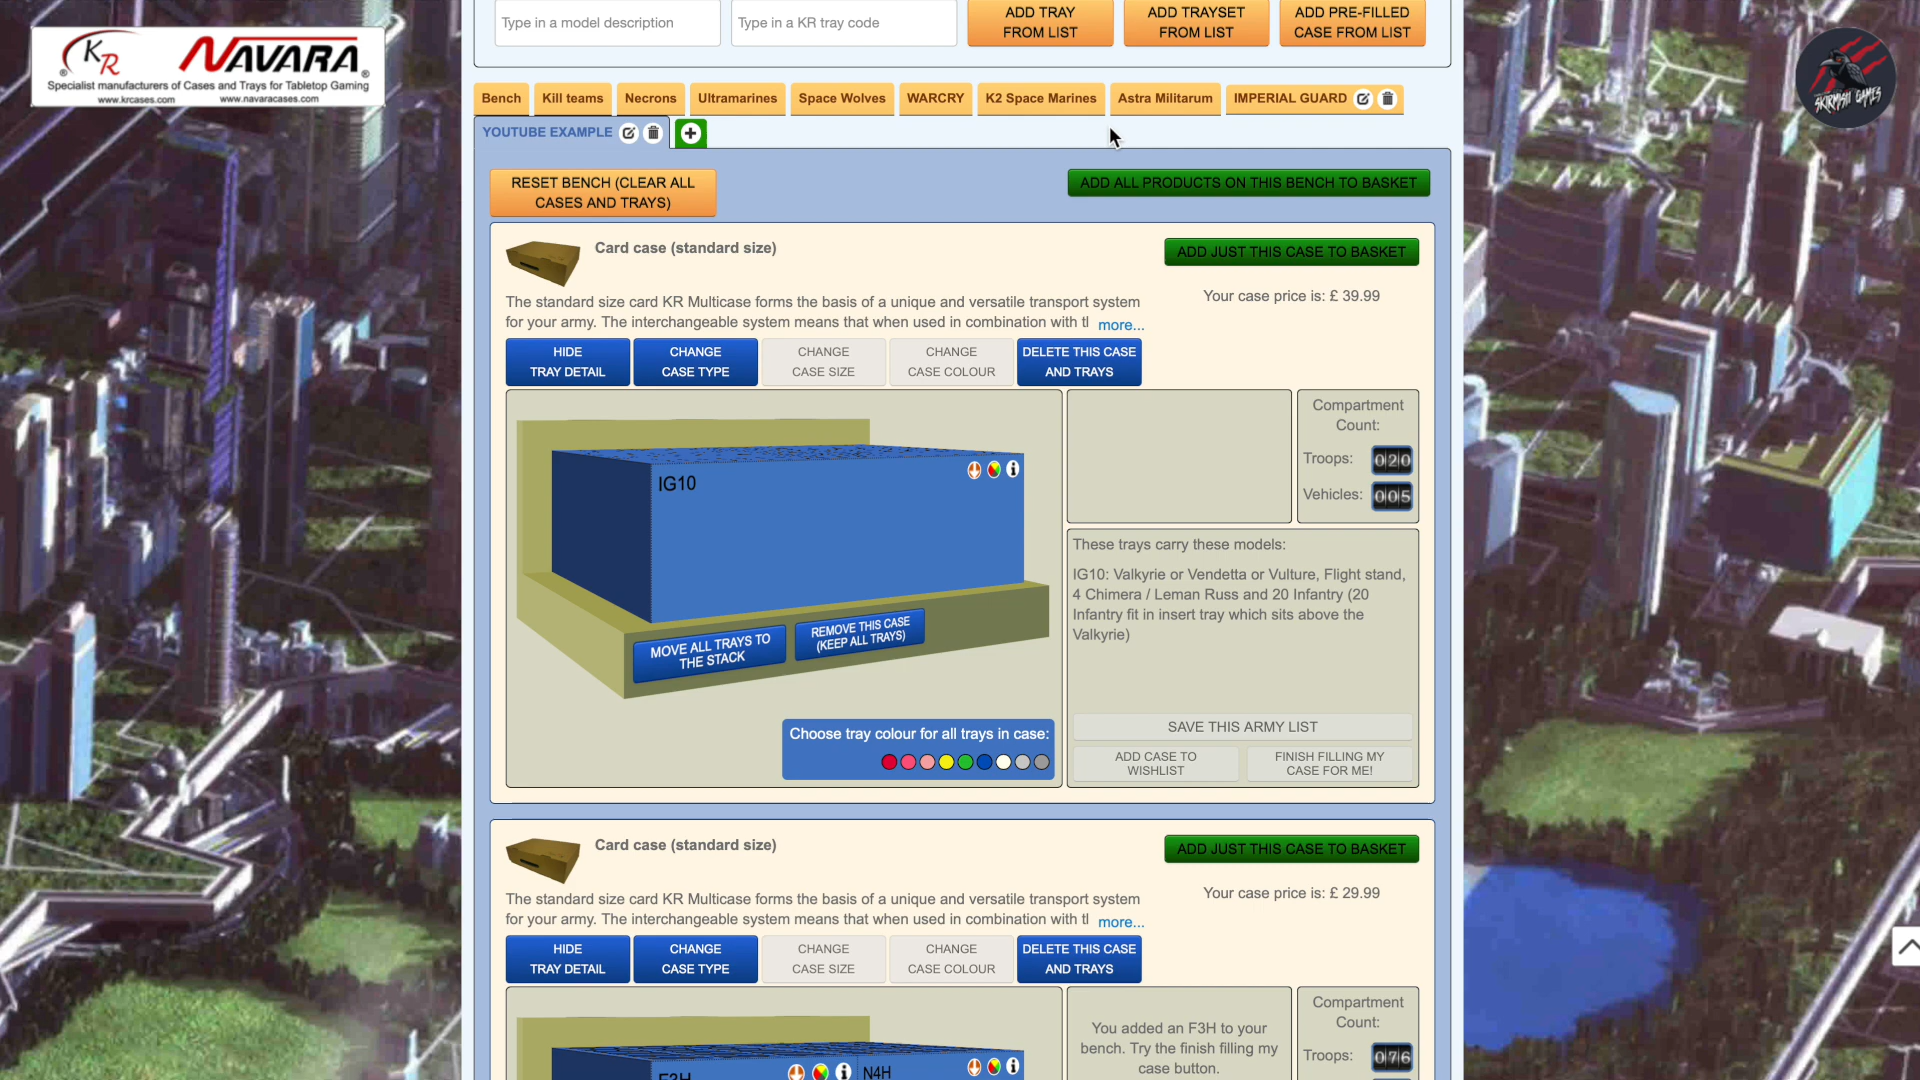 KR NAVARA
Specialist manufacturers of Cases and Trays for Tabletop Gaming
www.krcases.com www.navaracases.com
SKIRMISH GAMES
Type in a model description
Type in a KR tray code
ADD TRAY
FROM LIST
ADD TRAYSET
FROM LIST
ADD PRE-FILLED
CASE FROM LIST
Bench
Kill teams
Necrons
Ultramarines
Space Wolves
WARCRY
K2 Space Marines
Astra Militarum
IMPERIAL GUARD
YOUTUBE EXAMPLE
RESET BENCH (CLEAR ALL
CASES AND TRAYS)
ADD ALL PRODUCTS ON THIS BENCH TO BASKET
Card case (standard size)
ADD JUST THIS CASE TO BASKET
Your case price is: £ 39.99
The standard size card KR Multicase forms the basis of a unique and versatile transport system
for your army. The interchangeable system means that when used in combination with tl more...
HIDE
TRAY DETAIL
CHANGE
CASE TYPE
CHANGE
CASE SIZE
CHANGE
CASE COLOUR
DELETE THIS CASE
AND TRAYS
IG10
MOVE ALL TRAYS TO
THE STACK
REMOVE THIS CASE
(KEEP ALL TRAYS)
Choose tray colour for all trays in case:
Compartment
Count:
Troops: 020
Vehicles: 005
These trays carry these models:
IG10: Valkyrie or Vendetta or Vulture, Flight stand,
4 Chimera / Leman Russ and 20 Infantry (20
Infantry fit in insert tray which sits above the
Valkyrie)
SAVE THIS ARMY LIST
ADD CASE TO
WISHLIST
FINISH FILLING MY
CASE FOR ME!
Card case (standard size)
ADD JUST THIS CASE TO BASKET
Your case price is: £ 29.99
The standard size card KR Multicase forms the basis of a unique and versatile transport system
for your army. The interchangeable system means that when used in combination with tl more...
HIDE
TRAY DETAIL
CHANGE
CASE TYPE
CHANGE
CASE SIZE
CHANGE
CASE COLOUR
DELETE THIS CASE
AND TRAYS
F3H
N4H
You added an F3H to your
bench. Try the finish filling my
case button.
Compartment
Count:
Troops: 076